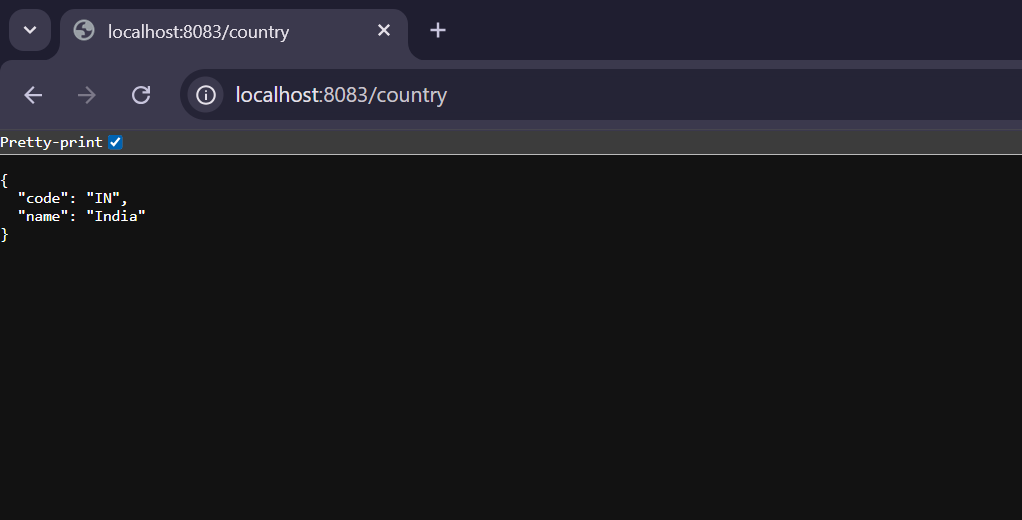 localhost:8083/country
localhost:8083/country
Pretty-print
{
  "code": "IN",
  "name": "India"
}